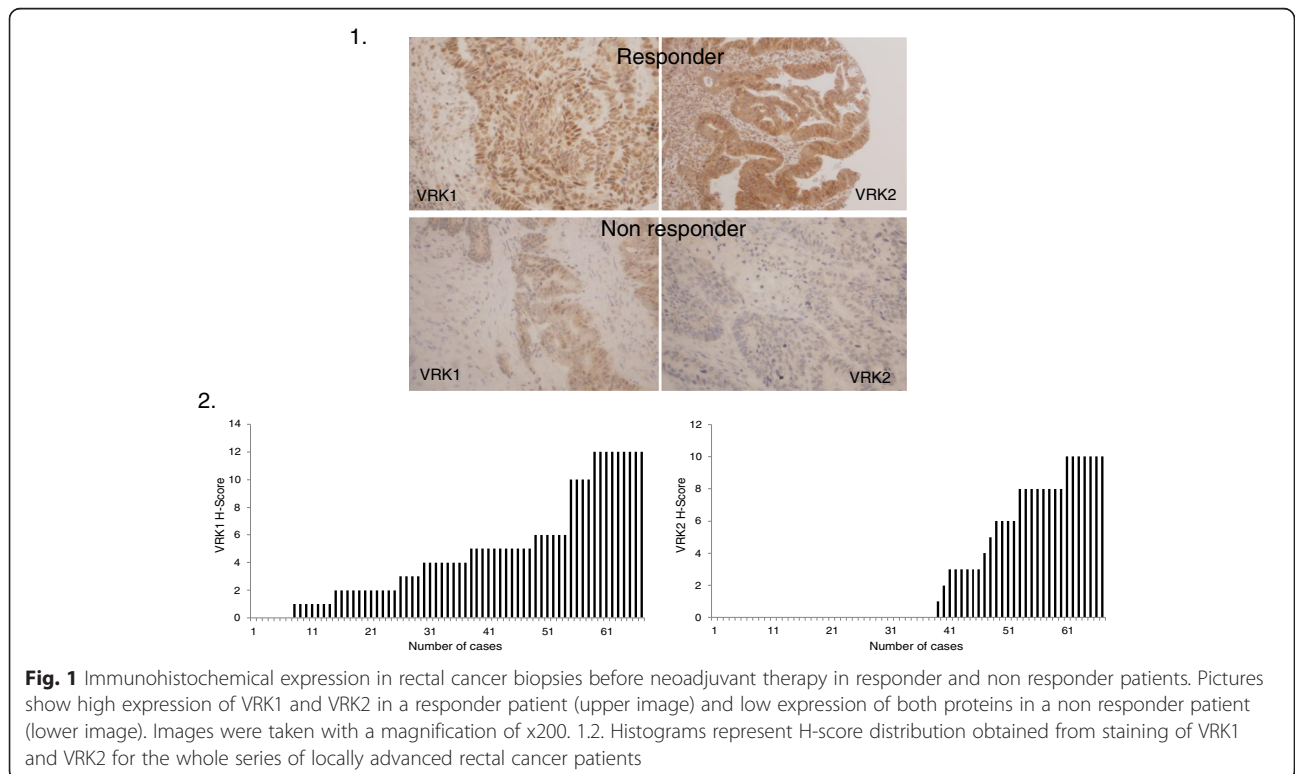 1.
Responder
VRK1
VRK2
Non responder
VRK1
VRK2
2.
14
12
10
8
6
4
2
0
VRK1 H-Score
1 11 21 31 41 51 61
Number of cases
12
10
8
6
4
2
0
VRK2 H-Score
1 11 21 31 41 51 61
Number of cases
Fig. 1 Immunohistochemical expression in rectal cancer biopsies before neoadjuvant therapy in responder and non responder patients. Pictures
show high expression of VRK1 and VRK2 in a responder patient (upper image) and low expression of both proteins in a non responder patient
(lower image). Images were taken with a magnification of x200. 1.2. Histograms represent H-score distribution obtained from staining of VRK1
and VRK2 for the whole series of locally advanced rectal cancer patients